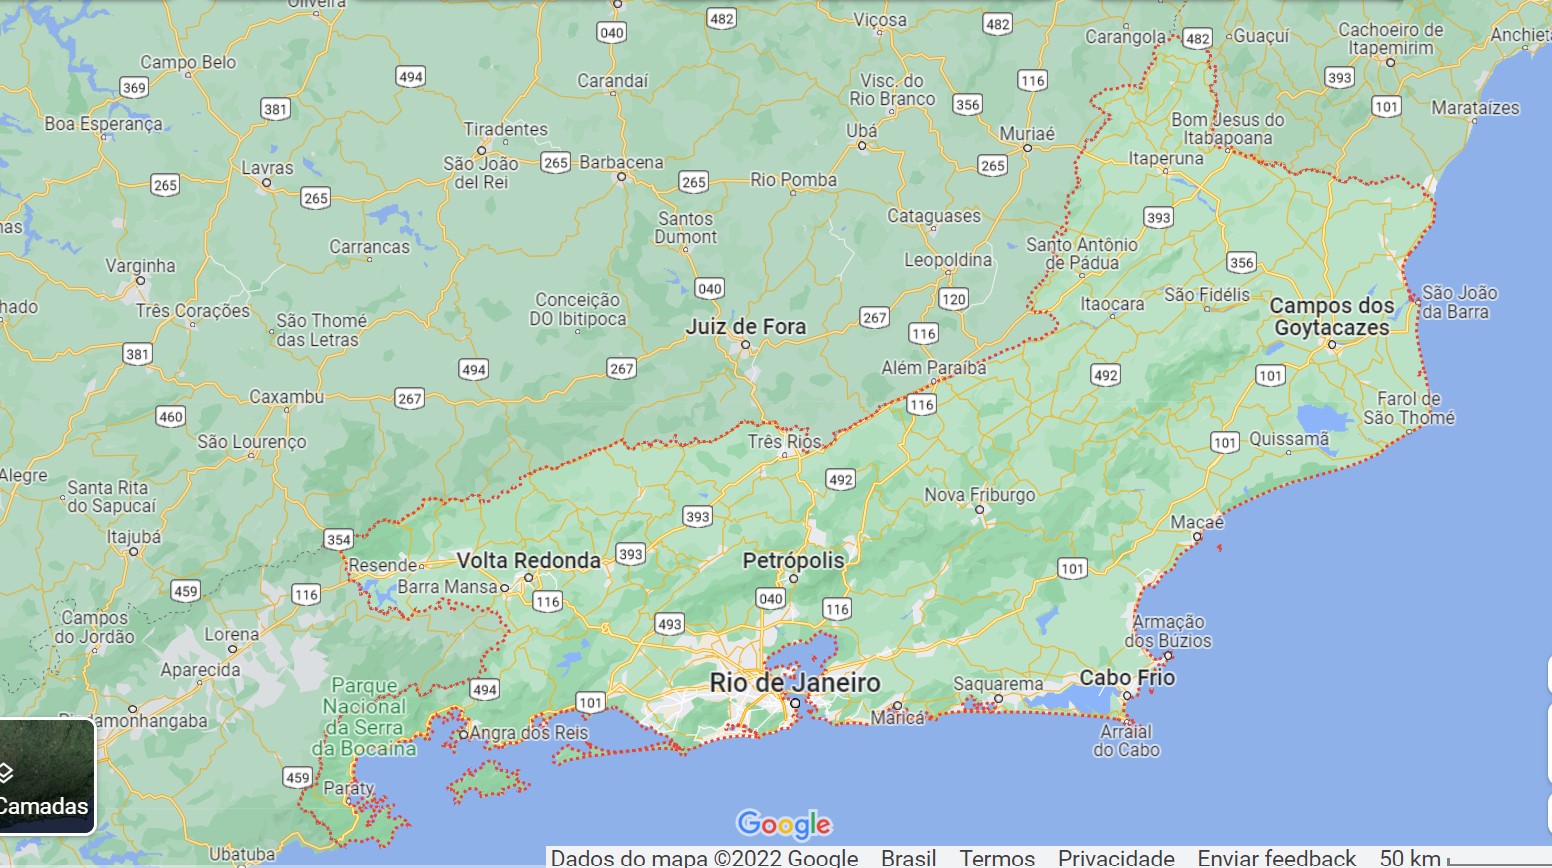 Oliveira
482
Viçosa
482
Carangola
482
Guaçuí
Cachoeiro de
Itapemirim
040
Campo Belo
494
Carandaí
Visc. do
Rio Branco
116
393
369
381
356
101
Marataízes
Boa Esperança
Tiradentes
Ubá
Muriaé
Bom Jesus do
Itabapoana
Lavras
São João
del Rei
265
Barbacena
265
Itaperuna
265
265
265
Rio Pomba
Santos
Dumont
Cataguases
393
Carrancas
Santo Antônio
de Pádua
Varginha
Leopoldina
356
040
Três Corações
Conceição
DO Ibitipoca
120
Itaocara
São Fidélis
São João
da Barra
São Thomé
das Letras
Juiz de Fora
267
116
Campos dos
Goytacazes
381
494
267
Além Paraíba
492
101
Caxambu
267
116
Farol de
São Thomé
460
São Lourenço
Três Rios
101
Quissamã
Alegre
Santa Rita
do Sapucaí
492
Nova Friburgo
393
Macaé
Itajubá
354
Resende
Volta Redonda
393
Petrópolis
101
Barra Mansa
459
116
116
040
116
Campos
do Jordão
Lorena
493
Armação
dos Búzios
Aparecida
Parque
Nacional
da Serra
da Bocaina
494
101
Rio de Janeiro
Saquarema
Cabo Frio
Maricá
Angra dos Reis
Arraial
do Cabo
459
Paraty
Camadas
Google
Ubatuba
Dados do mapa ©2022 Google Brasil Termos Privacidade Enviar feedback 50 km